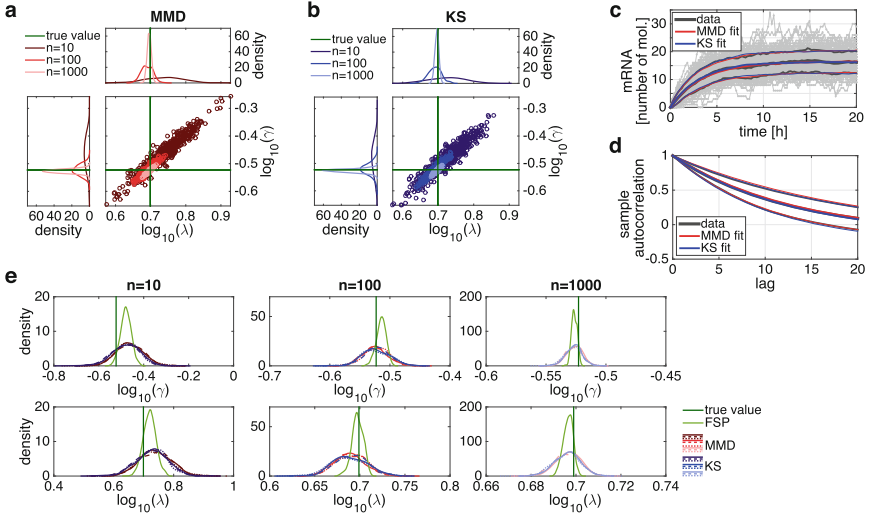 a
MMD
true value
n=10
n=100
n=1000
60
40
20
0
density
-0.3
-0.4
-0.5
-0.6
log10(γ)
60 40 20 0
density
0.6 0.7 0.8 0.9
log10(λ)
b
KS
true value
n=10
n=100
n=1000
60
40
20
0
density
-0.3
-0.4
-0.5
-0.6
log10(γ)
60 40 20 0
density
0.6 0.7 0.8 0.9
log10(λ)
c
mRNA
[number of mol.]
30
20
10
0
data
MMD fit
KS fit
0 5 10 15 20
time [h]
d
sample
autocorrelation
1
0.5
0
-0.5
data
MMD fit
KS fit
0 5 10 15 20
lag
e
n=10
density
20
10
0
-0.8 -0.6 -0.4 -0.2 0
log10(γ)
n=100
50
0
-0.7 -0.6 -0.5 -0.4
log10(γ)
n=1000
200
100
0
-0.6 -0.55 -0.5 -0.45
log10(γ)
density
20
10
0
0.4 0.6 0.8 1
log10(λ)
50
0
0.6 0.65 0.7 0.75 0.8
log10(λ)
200
100
0
0.66 0.68 0.7 0.72 0.74
log10(λ)
true value
FSP
MMD
KS